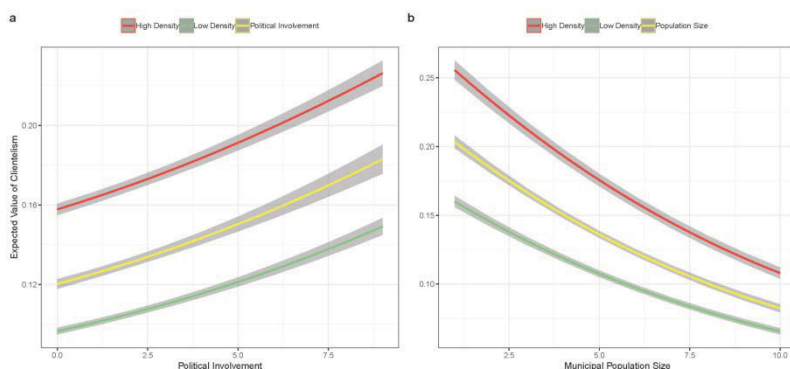 a
High Density Low Density Political Involvement
Expected Value of Clientelism
0.20
0.16
0.12
0.0 2.5 5.0 7.5
Political Involvement
b
High Density Low Density Population Size
0.25
0.20
0.15
0.10
2.5 5.0 7.5 10.0
Municipal Population Size